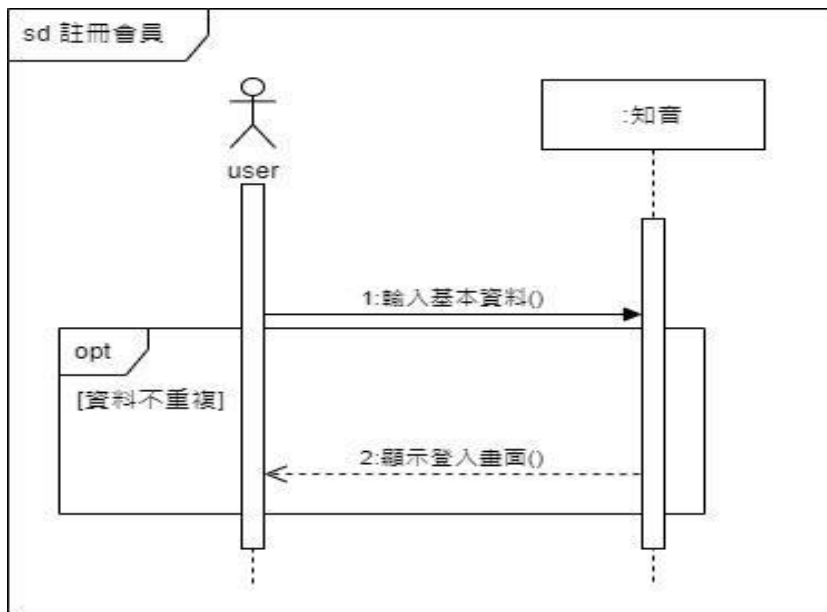 sd 註冊會員
:知音
user
1:輸入基本資料()
opt
[資料不重複]
2:顯示登入畫面()